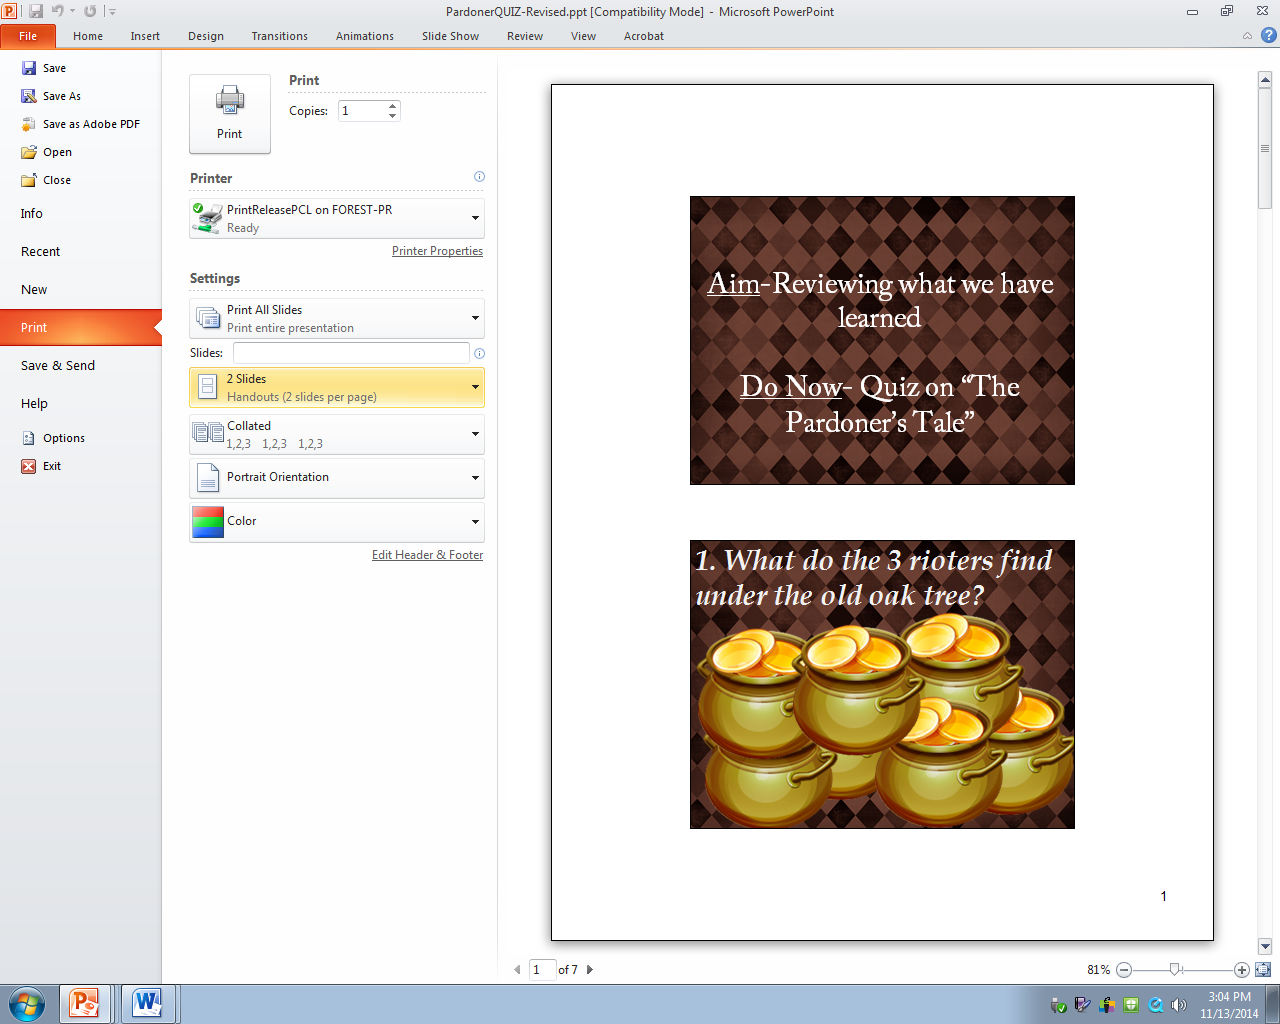 PardonerQUIZ-Revised.ppt [Compatibility Mode] - Microsoft PowerPoint
File Home Insert Design Transitions Animations Slide Show Review View Acrobat
Save
Save As
Save as Adobe PDF
Open
Close
Info
Recent
New
Print
Save & Send
Help
Options
Exit
Print
Print
Copies: 1
Printer
PrintReleasePCL on FOREST-PR
Ready
Printer Properties
Settings
Print All Slides
Print entire presentation
Slides:
2 Slides
Handouts (2 slides per page)
Collated
1,2,3 1,2,3 1,2,3
Portrait Orientation
Color
Edit Header & Footer
Aim-Reviewing what we have
learned
Do Now- Quiz on “The
Pardoner’s Tale”
1. What do the 3 rioters find
under the old oak tree?
1
1 of 7
81%
3:04 PM
11/13/2014